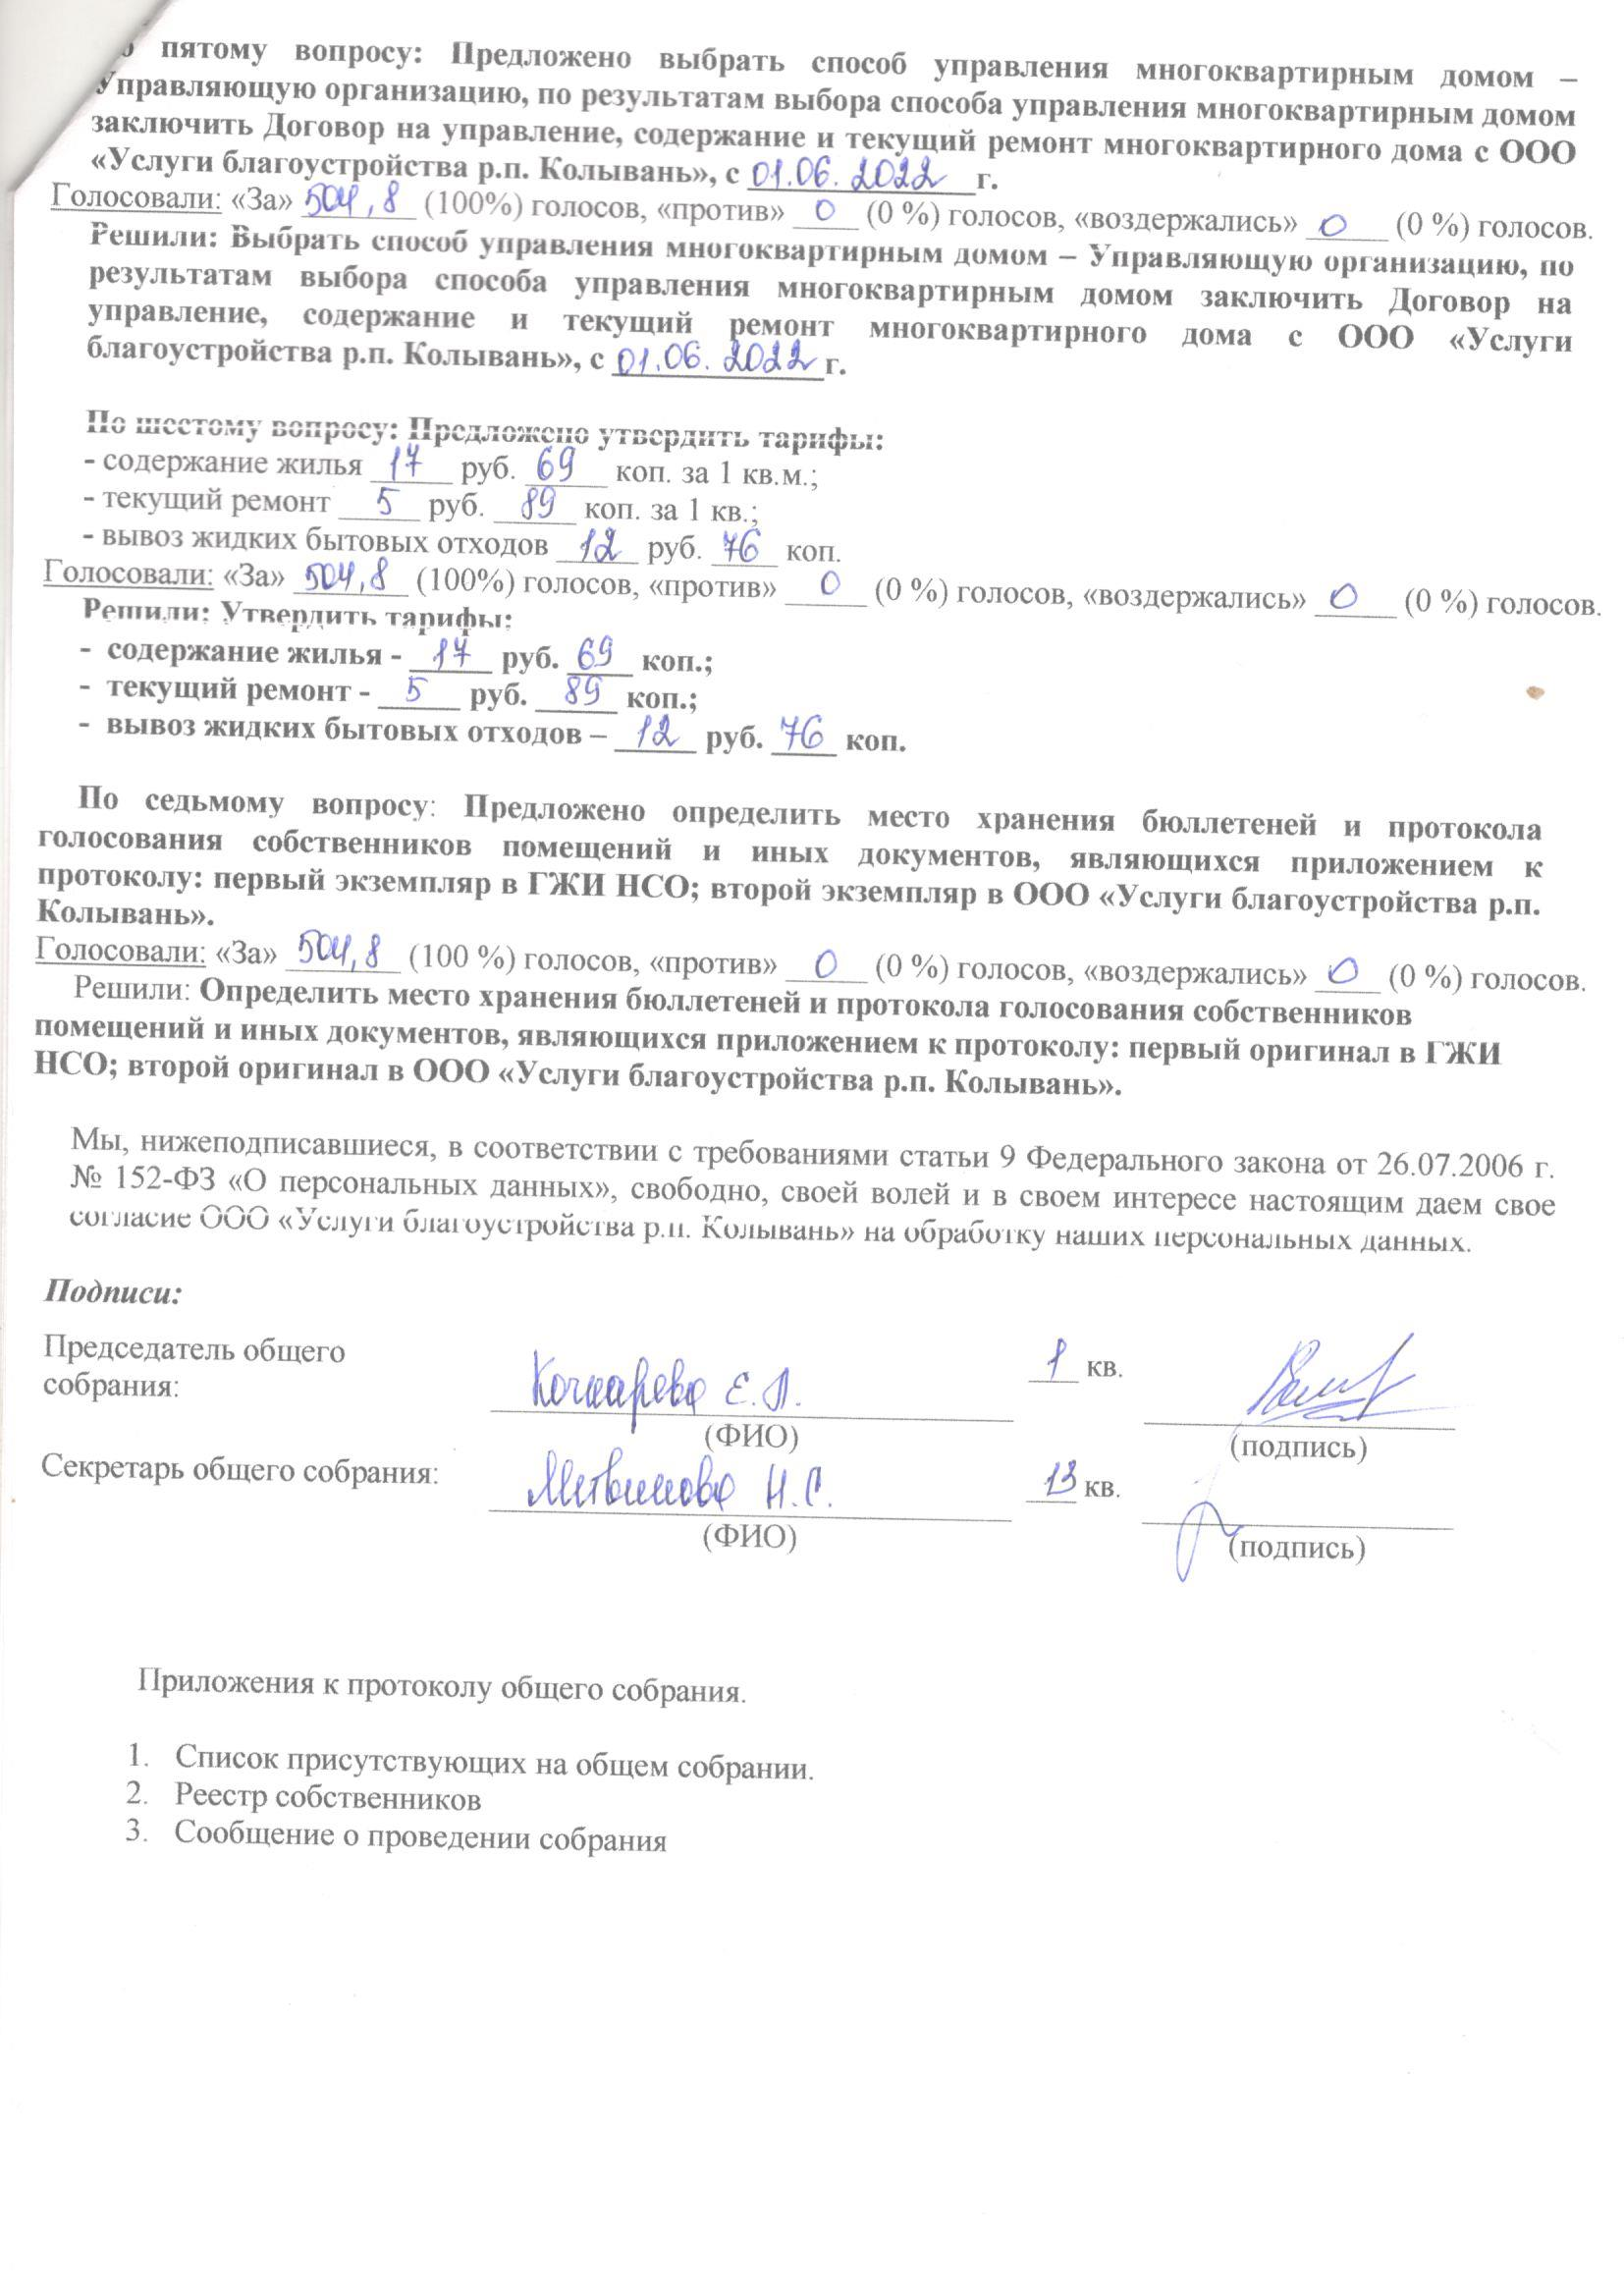 пятому вопросу: Предложено выбрать способ управления многоквартирным домом –
Управляющую организацию, по результатам выбора способа управления многоквартирным домом
заключить Договор на управление, содержание и текущий ремонт многоквартирного дома с ООО
«Услуги благоустройства р.п. Колывань», с 01.06.2022 г.
Голосовали: «За» 504,8 (100%) голосов, «против» 0 (0 %) голосов, «воздержались» 0 (0 %) голосов.
Решили: Выбрать способ управления многоквартирным домом – Управляющую организацию, по
результатам выбора способа управления многоквартирным домом заключить Договор на
управление, содержание и текущий ремонт многоквартирного дома с ООО «Услуги
благоустройства р.п. Колывань», с 01.06.2022 г.
По шестому вопросу: Предложено утвердить тарифы:
- содержание жилья 17 руб. 69 коп. за 1 кв.м.;
- текущий ремонт 5 руб. 89 коп. за 1 кв.;
- вывоз жидких бытовых отходов 12 руб. 76 коп.
Голосовали: «За» 504,8 (100%) голосов, «против» 0 (0 %) голосов, «воздержались» 0 (0 %) голосов.
Решили: Утвердить тарифы:
- содержание жилья - 17 руб. 69 коп.;
- текущий ремонт - 5 руб. 89 коп.;
- вывоз жидких бытовых отходов – 12 руб. 76 коп.
По седьмому вопросу: Предложено определить место хранения бюллетеней и протокола
голосования собственников помещений и иных документов, являющихся приложением к
протоколу: первый экземпляр в ГЖИ НСО; второй экземпляр в ООО «Услуги благоустройства р.п.
Колывань».
Голосовали: «За» 504,8 (100 %) голосов, «против» 0 (0 %) голосов, «воздержались» 0 (0 %) голосов.
Решили: Определить место хранения бюллетеней и протокола голосования собственников
помещений и иных документов, являющихся приложением к протоколу: первый оригинал в ГЖИ
НСО; второй оригинал в ООО «Услуги благоустройства р.п. Колывань».
Мы, нижеподписавшиеся, в соответствии с требованиями статьи 9 Федерального закона от 26.07.2006 г.
№ 152-ФЗ «О персональных данных», свободно, своей волей и в своем интересе настоящим даем свое
согласие ООО «Услуги благоустройства р.п. Колывань» на обработку наших персональных данных.
Подписи:
Председатель общего
собрания:
Е.П. кв.
(ФИО)
(подпись)
Секретарь общего собрания:
Литвинова Н.С. 13 кв.
(ФИО)
(подпись)
Приложения к протоколу общего собрания.
1. Список присутствующих на общем собрании.
2. Реестр собственников
3. Сообщение о проведении собрания